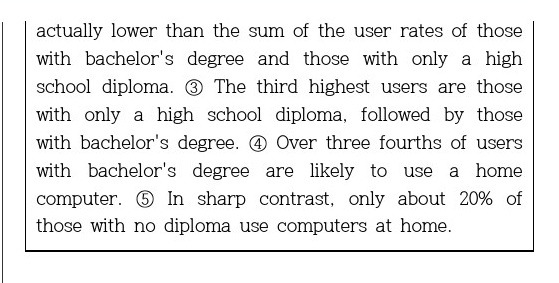 actually lower than the sum of the user rates of those
with bachelor's degree and those with only a high
school diploma. ③ The third highest users are those
with only a high school diploma, followed by those
with bachelor's degree. ④ Over three fourths of users
with bachelor's degree are likely to use a home
computer. ⑤ In sharp contrast, only about 20% of
those with no diploma use computers at home.